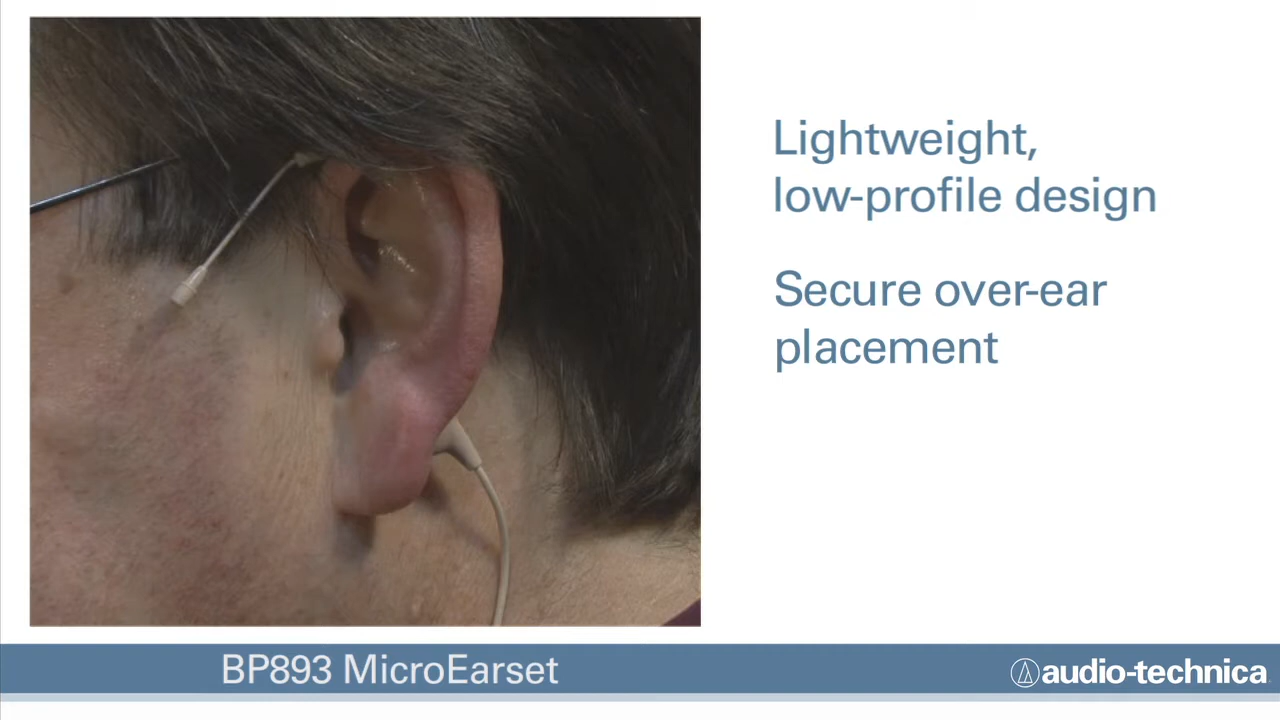 Lightweight,
low-profile design
Secure over-ear
placement
BP893 MicroEarset
audio-technica